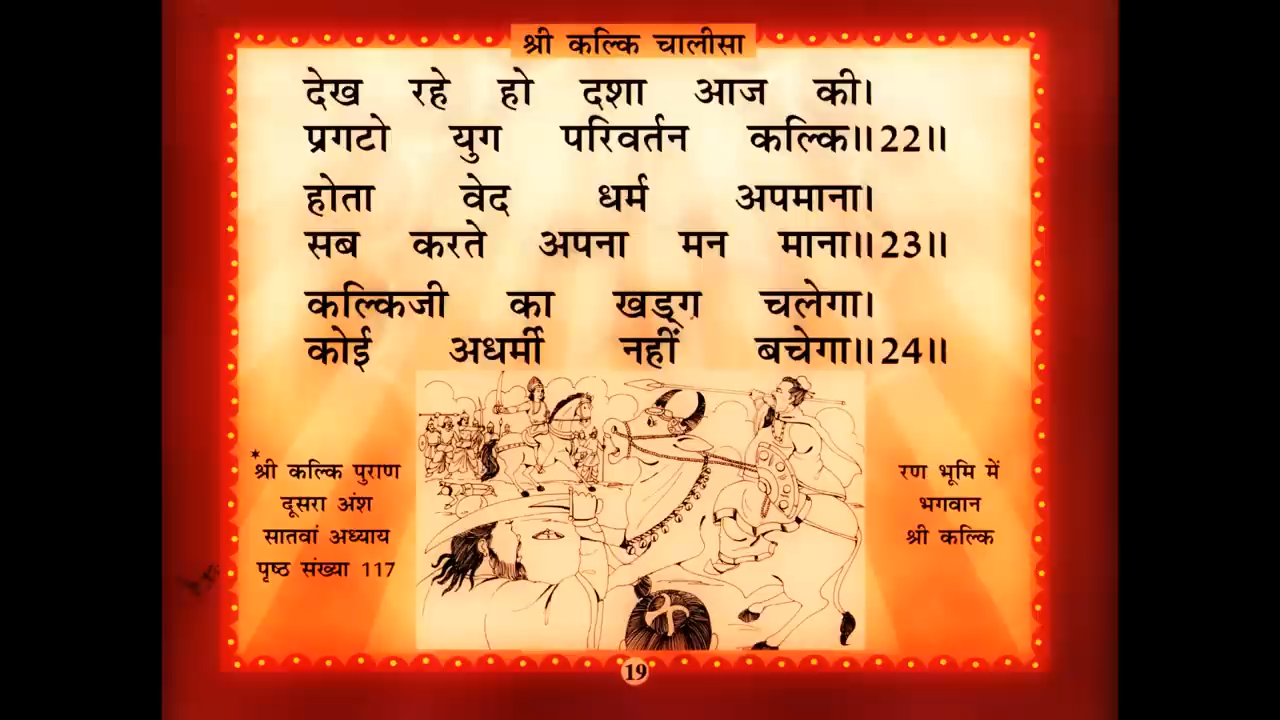 श्री कल्कि चालीसा
देख रहे हो दशा आज की।
प्रगटो युग परिवर्तन कल्कि॥22॥
होता वेद धर्म अपमाना।
सब करते अपना मन माना॥23॥
कल्किजी का खड्ग चलेगा।
कोई अधर्मी नहीं बचेगा॥24॥
*श्री कल्कि पुराण
दूसरा अंश
सातवां अध्याय
पृष्ठ संख्या 117
रण भूमि में
भगवान
श्री कल्कि
19